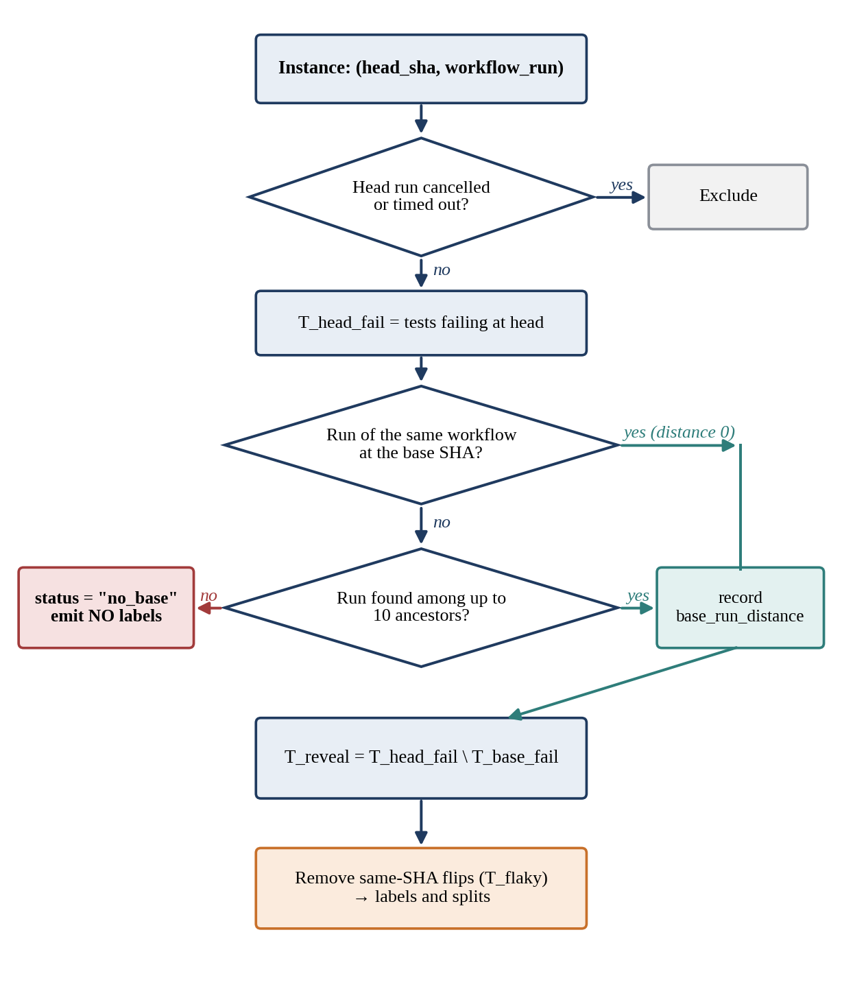 Instance: (head_sha, workflow_run)
Head run cancelled
or timed out?
yes
Exclude
no
T_head_fail = tests failing at head
Run of the same workflow
at the base SHA?
yes (distance 0)
no
status = "no_base"
emit NO labels
no
Run found among up to
10 ancestors?
yes
record
base_run_distance
T_reveal = T_head_fail \ T_base_fail
Remove same-SHA flips (T_flaky)
→ labels and splits